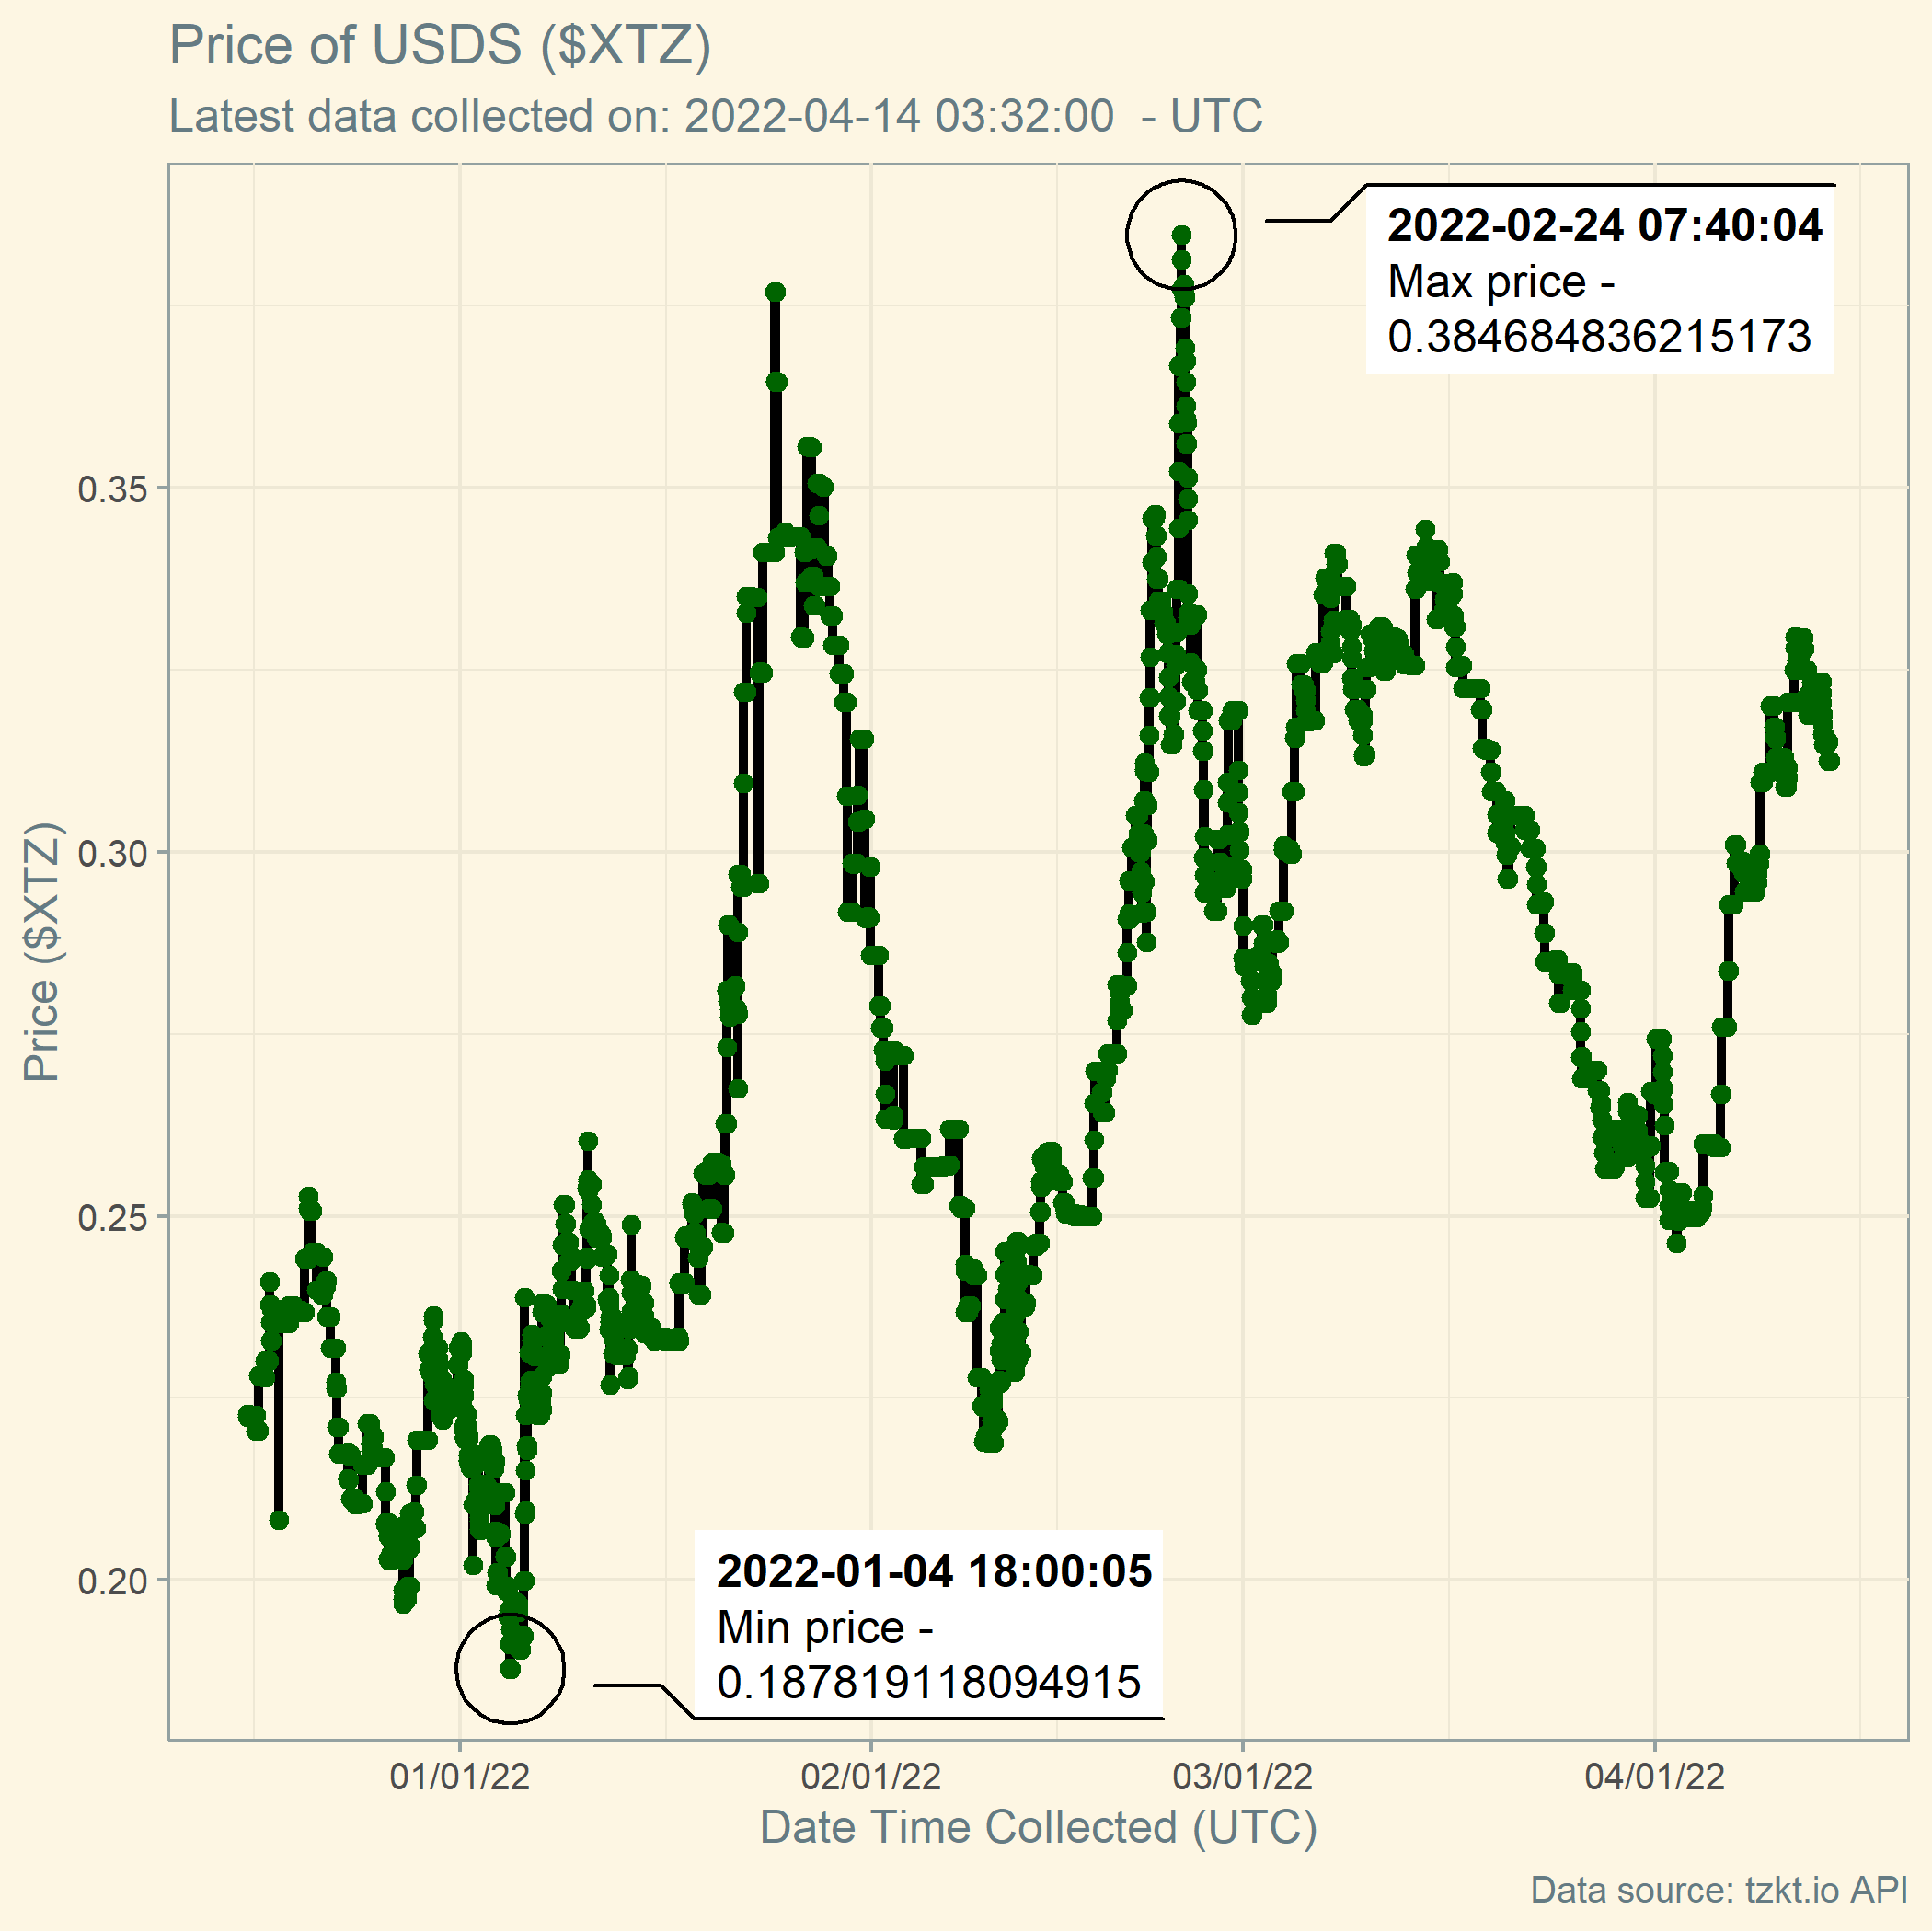 Price of USDS ($XTZ)
Latest data collected on: 2022-04-14 03:32:00  - UTC
2022-02-24 07:40:04
Max price -
0.384684836215173
0.35
0.30
0.25
0.20
Price ($XTZ)
2022-01-04 18:00:05
Min price -
0.187819118094915
01/01/22
02/01/22
03/01/22
04/01/22
Date Time Collected (UTC)
Data source: tzkt.io API